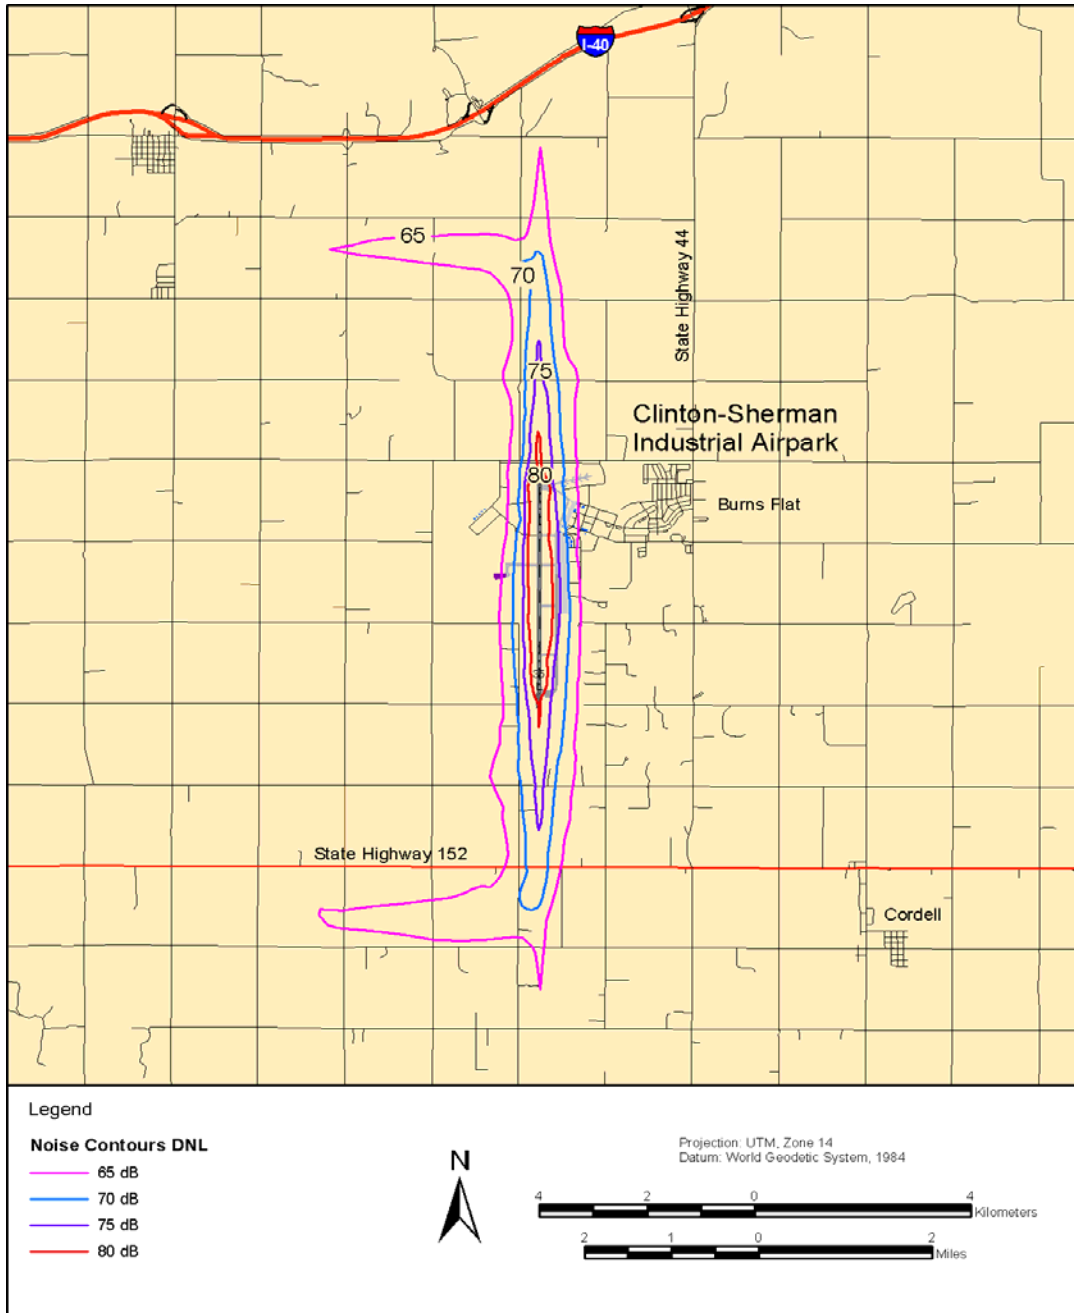 I-40
65
70
State Highway 44
75
Clinton-Sherman
Industrial Airpark
80
Burns Flat
State Highway 152
Cordell
Legend
Noise Contours DNL
65 dB
70 dB
75 dB
80 dB
N
Projection: UTM, Zone 14
Datum: World Geodetic System, 1984
4 2 0 4
Kilometers
2 1 0 2
Miles